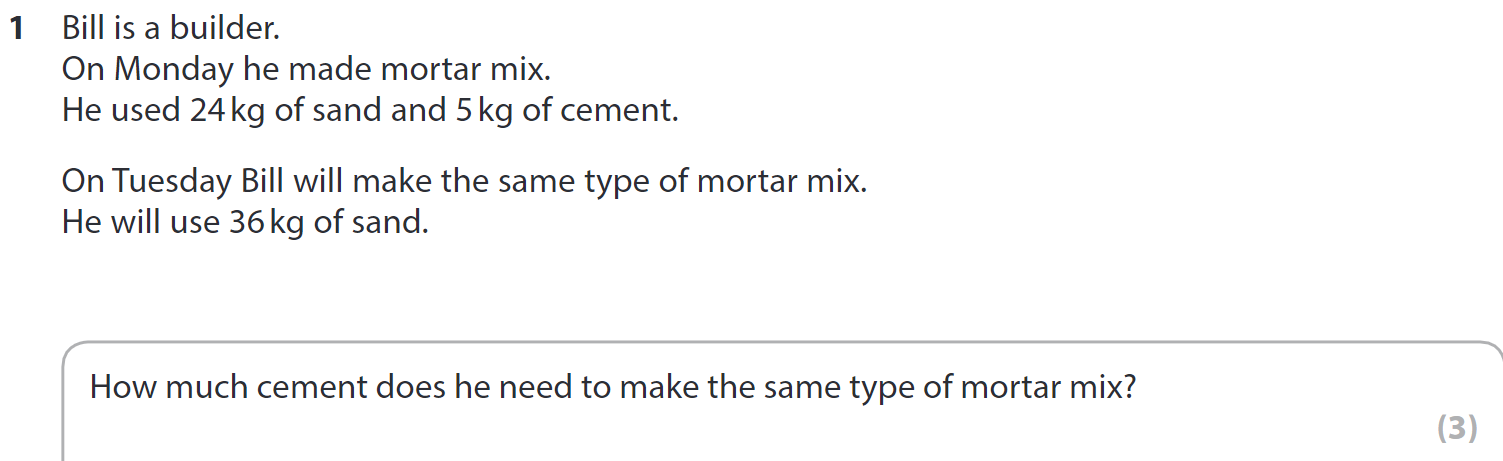 1 Bill is a builder.
On Monday he made mortar mix.
He used 24 kg of sand and 5 kg of cement.
On Tuesday Bill will make the same type of mortar mix.
He will use 36 kg of sand.
How much cement does he need to make the same type of mortar mix?
(3)